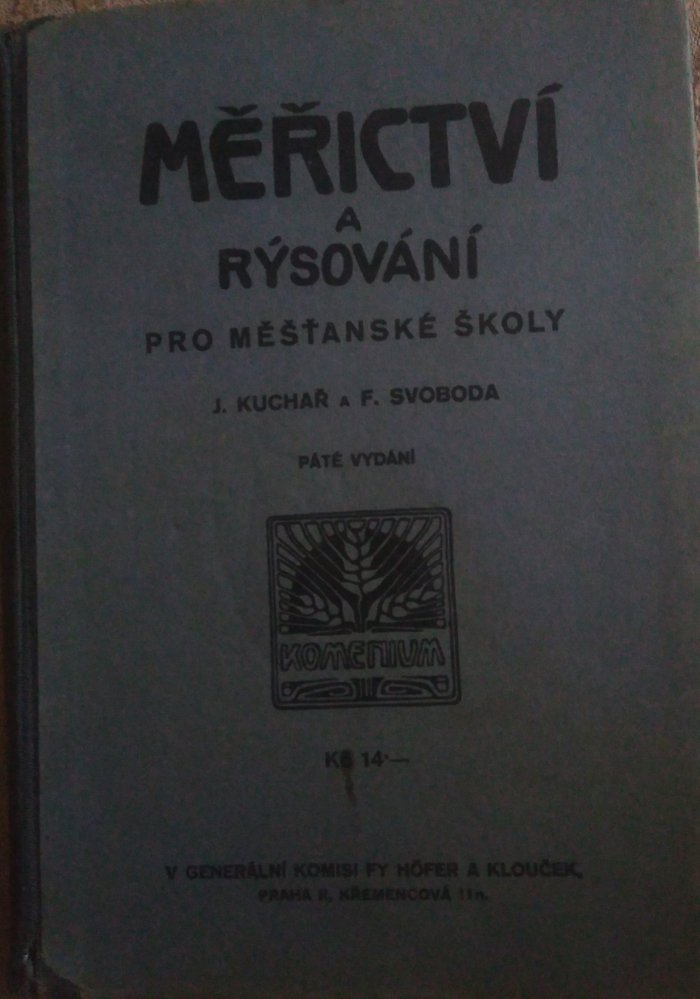 MĚŘICTVÍ
A
RÝSOVÁNÍ
PRO MĚŠŤANSKÉ ŠKOLY
J. KUCHAŘ A F. SVOBODA
PÁTÉ VYDÁNÍ
KOMENIUM
Kč 14·—
V GENERÁLNÍ KOMISI FY HÖFER A KLOUČEK,
PRAHA II, KŘEMENCOVÁ